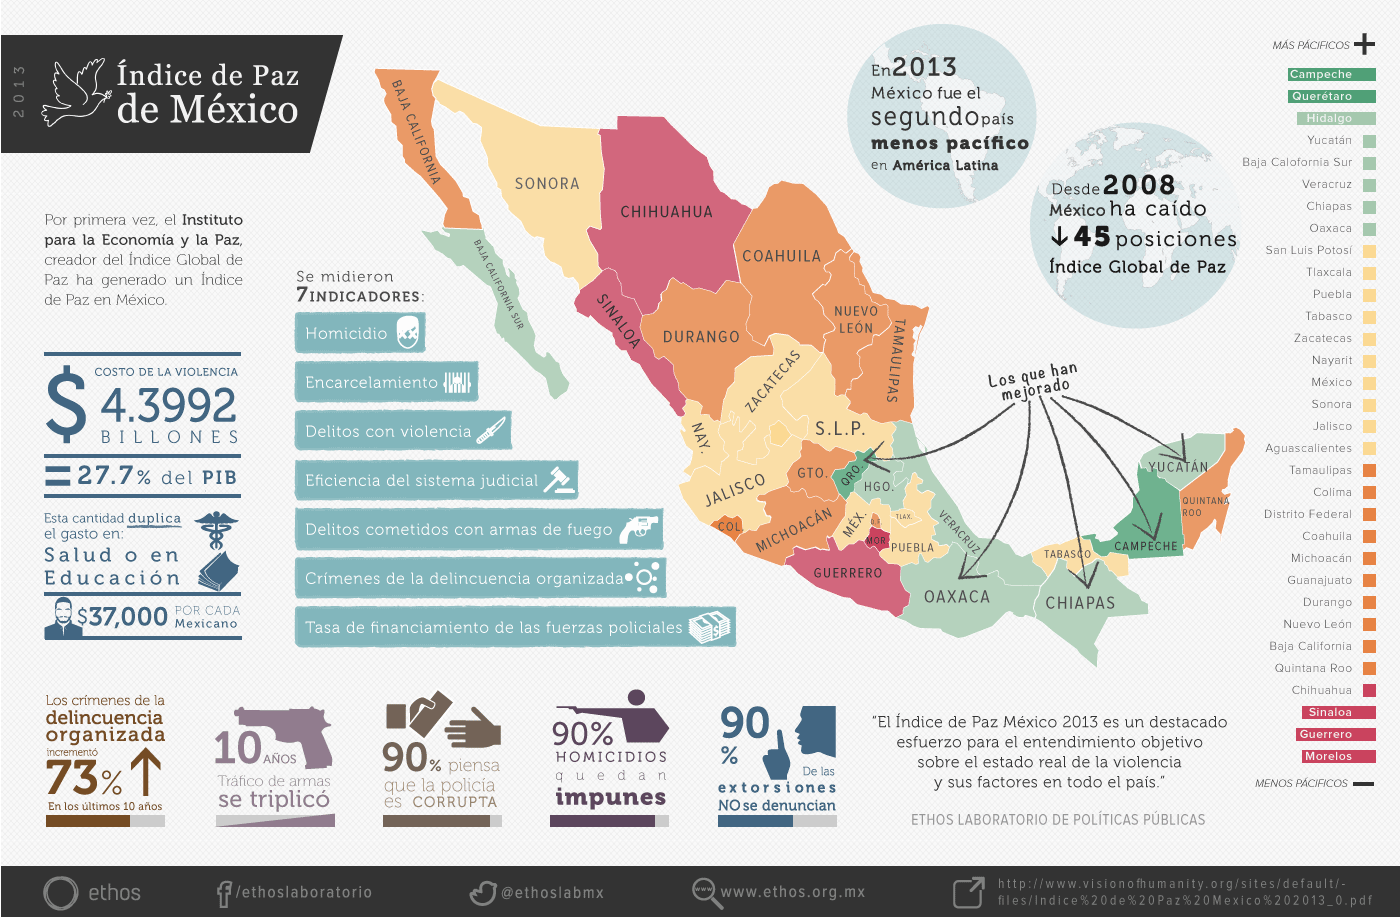 2013
Índice de Paz
de México
Por primera vez, el Instituto
para la Economía y la Paz,
creador del Índice Global de
Paz ha generado un Índice
de Paz en México.
$
COSTO DE LA VIOLENCIA
4.3992
BILLONES
= 27.7% del PIB
Esta cantidad duplica
el gasto en:
Salud o en
Educación
$37,000 POR CADA
Mexicano
Se midieron
7 INDICADORES:
Homicidio
Encarcelamiento
Delitos con violencia
Eficiencia del sistema judicial
Delitos cometidos con armas de fuego
Crímenes de la delincuencia organizada
Tasa de financiamiento de las fuerzas policiales
BAJA CALIFORNIA
SONORA
CHIHUAHUA
BAJA CALIFORNIA SUR
SINALOA
COAHUILA
DURANGO
NUEVO
LEÓN
TAMAULIPAS
ZACATECAS
NAY.
S.L.P.
JALISCO
GTO.
QRO.
HGO.
COL.
MICHOACÁN
MÉX.
D.F.
TLAX.
MOR.
PUEBLA
VERACRUZ
GUERRERO
OAXACA
TABASCO
CHIAPAS
CAMPECHE
YUCATÁN
QUINTANA
ROO
Los que han
mejorado
En 2013
México fue el
segundo país
menos pacífico
en América Latina
Desde 2008
México ha caído
↓45 posiciones
Índice Global de Paz
MÁS PÁCIFICOS +
Campeche
Querétaro
Hidalgo
Yucatán
Baja Calofornia Sur
Veracruz
Chiapas
Oaxaca
San Luis Potosí
Tlaxcala
Puebla
Tabasco
Zacatecas
Nayarit
México
Sonora
Jalisco
Aguascalientes
Tamaulipas
Colima
Distrito Federal
Coahuila
Michoacán
Guanajuato
Durango
Nuevo León
Baja California
Quintana Roo
Chihuahua
Sinaloa
Guerrero
Morelos
MENOS PÁCIFICOS —
Los crímenes de la
delincuencia
organizada
incrementó
73%
En los últimos 10 años
10 AÑOS
Tráfico de armas
se triplicó
90% piensa
que la policía
es CORRUPTA
90%
HOMICIDIOS
quedan
impunes
90
%
De las
extorsiones
NO se denuncian
“El Índice de Paz México 2013 es un destacado
esfuerzo para el entendimiento objetivo
sobre el estado real de la violencia
y sus factores en todo el país.”
ETHOS LABORATORIO DE POLÍTICAS PÚBLICAS
ethos
/ethoslaboratorio
@ethoslabmx
www
www.ethos.org.mx
http://www.visionofhumanity.org/sites/default/-
files/Indice%20de%20Paz%20Mexico%202013_0.pdf